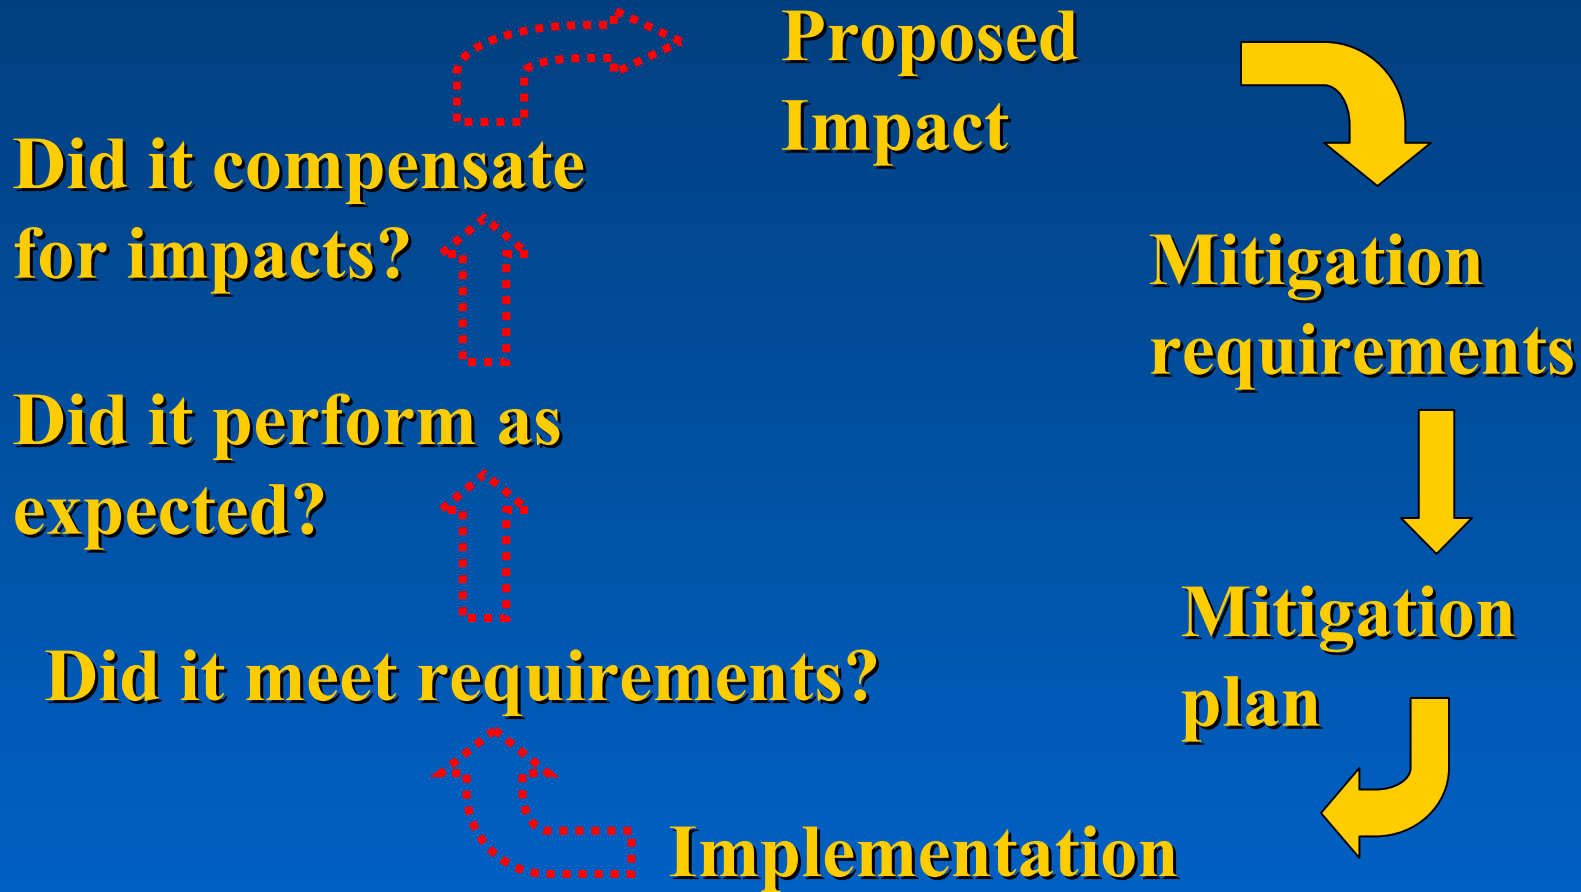 Proposed
Impact
Mitigation
requirements
Mitigation
plan
Implementation
Did it meet requirements?
Did it perform as
expected?
Did it compensate
for impacts?